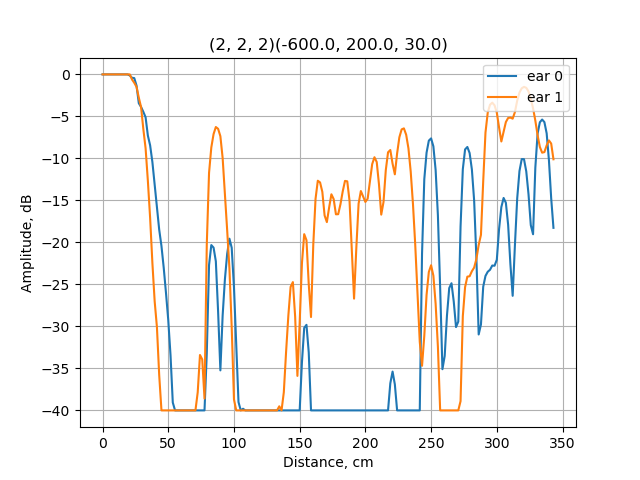 (2, 2, 2)(-600.0, 200.0, 30.0)
ear 0
ear 1
0
−5
−10
−15
−20
−25
−30
−35
−40
Amplitude, dB
0 50 100 150 200 250 300 350
Distance, cm